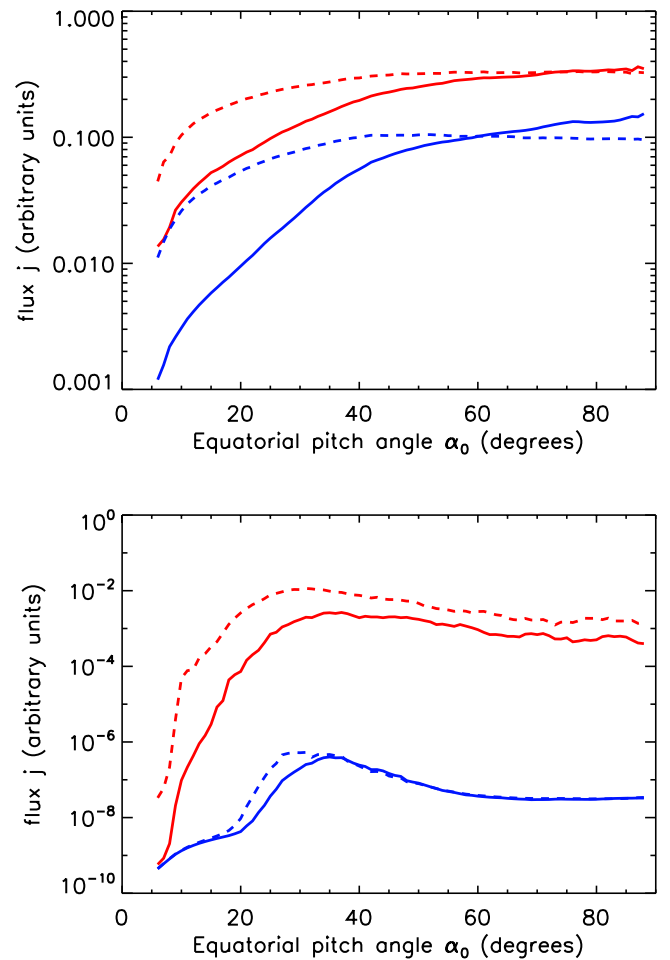 1.000
0.100
0.010
0.001
flux j (arbitrary units)
0 20 40 60 80
Equatorial pitch angle α₀ (degrees)
10⁰
10⁻²
10⁻⁴
10⁻⁶
10⁻⁸
10⁻¹⁰
flux j (arbitrary units)
0 20 40 60 80
Equatorial pitch angle α₀ (degrees)